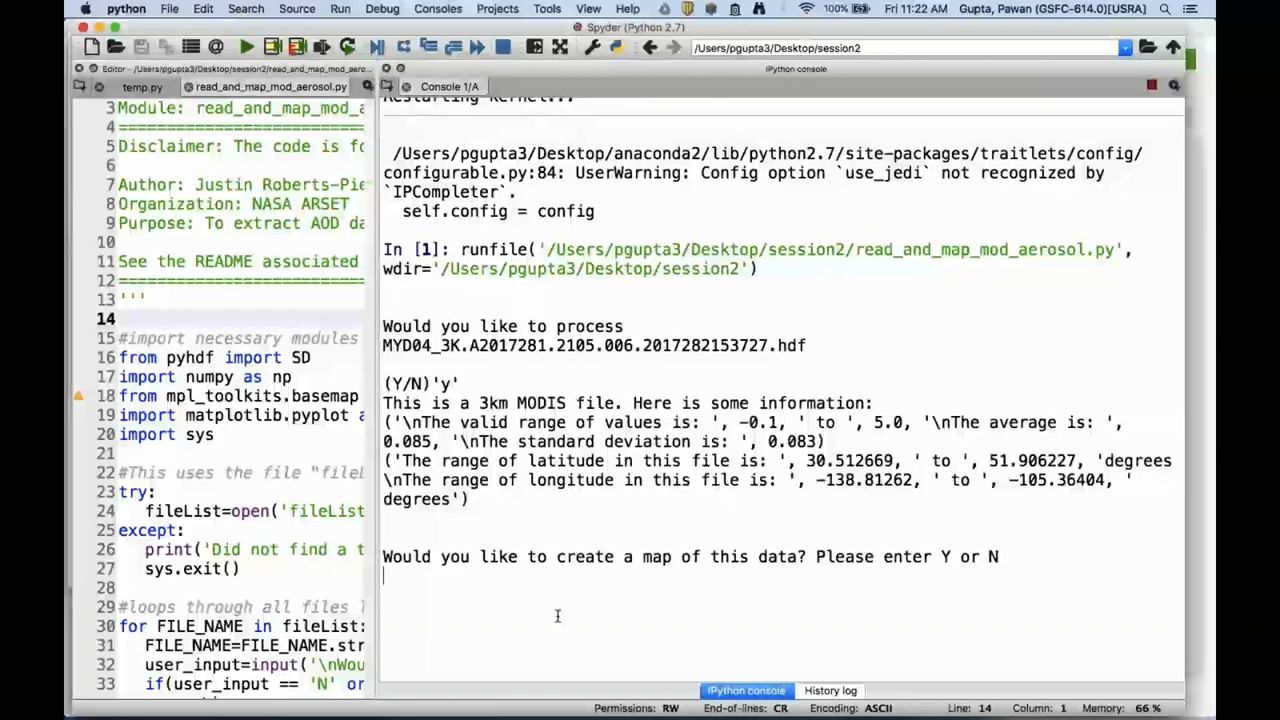 python File Edit Search Source Run Debug Consoles Projects Tools View Help 100% Fri 11:22 AM Gupta, Pawan (GSFC-614.0)[USRA]
Spyder (Python 2.7)
/Users/pgupta3/Desktop/session2
Editor - /Users/pgupta3/Desktop/session2/read_and_map_mod_aero...
IPython console
temp.py read_and_map_mod_aerosol.py
Console 1/A
3 Module: read_and_map_mod_a
4 ==========================
5 Disclaimer: The code is fo
6
7 Author: Justin Roberts-Pie
8 Organization: NASA ARSET
9 Purpose: To extract AOD da
10
11 See the README associated
12 ==========================
13 '''
14
15 #import necessary modules
16 from pyhdf import SD
17 import numpy as np
18 from mpl_toolkits.basemap
19 import matplotlib.pyplot a
20 import sys
21
22 #This uses the file "fileL
23 try:
24 fileList=open('fileList
25 except:
26 print('Did not find a t
27 sys.exit()
28
29 #loops through all files l
30 for FILE_NAME in fileList:
31 FILE_NAME=FILE_NAME.str
32 user_input=input('\nWou
33 if(user_input == 'N' or
Restarting kernel...
/Users/pgupta3/Desktop/anaconda2/lib/python2.7/site-packages/traitlets/config/
configurable.py:84: UserWarning: Config option `use_jedi` not recognized by
`IPCompleter`.
self.config = config
In [1]: runfile('/Users/pgupta3/Desktop/session2/read_and_map_mod_aerosol.py',
wdir='/Users/pgupta3/Desktop/session2')
Would you like to process
MYD04_3K.A2017281.2105.006.2017282153727.hdf
(Y/N)'y'
This is a 3km MODIS file. Here is some information:
('\nThe valid range of values is: ', -0.1, ' to ', 5.0, '\nThe average is: ',
0.085, '\nThe standard deviation is: ', 0.083)
('The range of latitude in this file is: ', 30.512669, ' to ', 51.906227, 'degrees
\nThe range of longitude in this file is: ', -138.81262, ' to ', -105.36404, '
degrees')
Would you like to create a map of this data? Please enter Y or N
IPython console History log
Permissions: RW End-of-lines: CR Encoding: ASCII Line: 14 Column: 1 Memory: 66 %